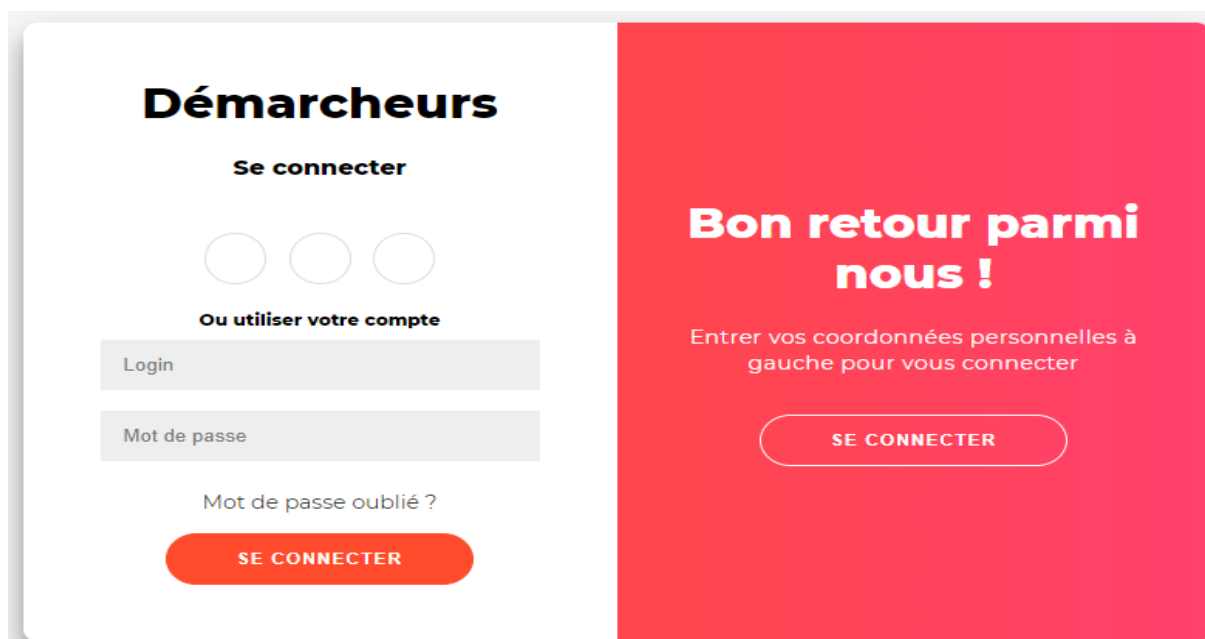 Démarcheurs
Se connecter
Ou utiliser votre compte
Login
Mot de passe
Mot de passe oublié ?
SE CONNECTER
Bon retour parmi
nous !
Entrer vos coordonnées personnelles à
gauche pour vous connecter
SE CONNECTER